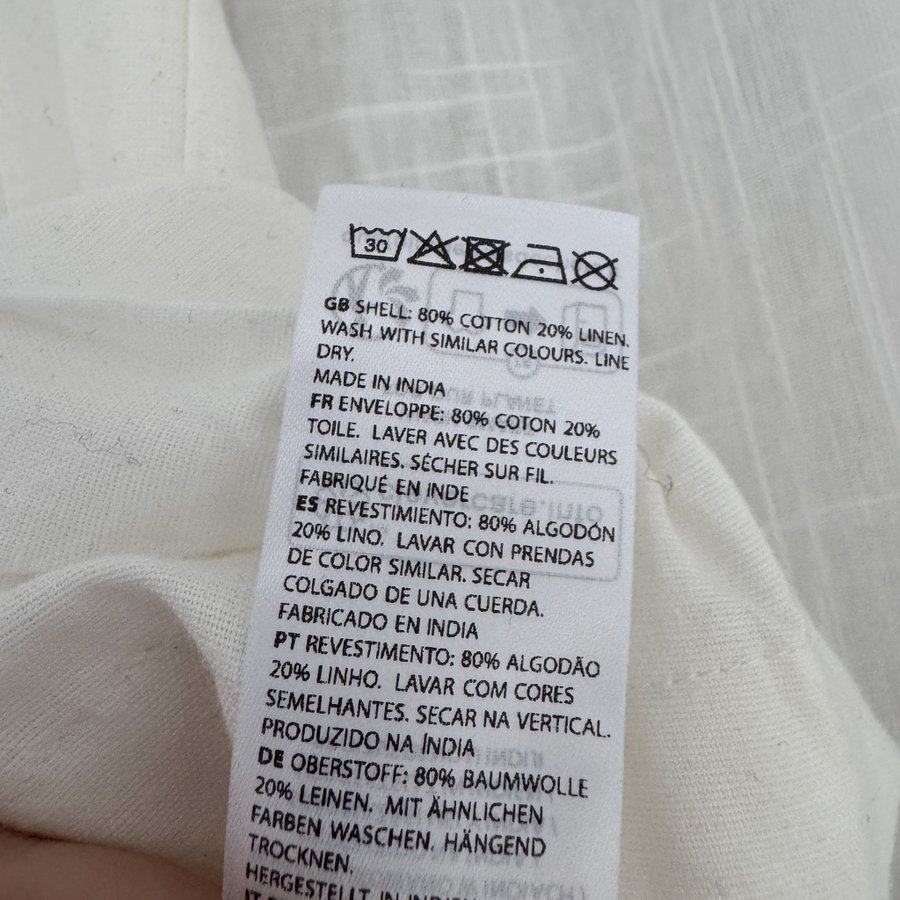 30
GB SHELL: 80% COTTON 20% LINEN.
WASH WITH SIMILAR COLOURS. LINE
DRY.
MADE IN INDIA
FR ENVELOPPE: 80% COTON 20%
TOILE. LAVER AVEC DES COULEURS
SIMILAIRES. SÉCHER SUR FIL.
FABRIQUÉ EN INDE
ES REVESTIMIENTO: 80% ALGODÓN
20% LINO. LAVAR CON PRENDAS
DE COLOR SIMILAR. SECAR
COLGADO DE UNA CUERDA.
FABRICADO EN INDIA
PT REVESTIMENTO: 80% ALGODÃO
20% LINHO. LAVAR COM CORES
SEMELHANTES. SECAR NA VERTICAL.
PRODUZIDO NA ÍNDIA
DE OBERSTOFF: 80% BAUMWOLLE
20% LEINEN. MIT ÄHNLICHEN
FARBEN WASCHEN. HÄNGEND
TROCKNEN.
HERGESTELLT IN INDIEN